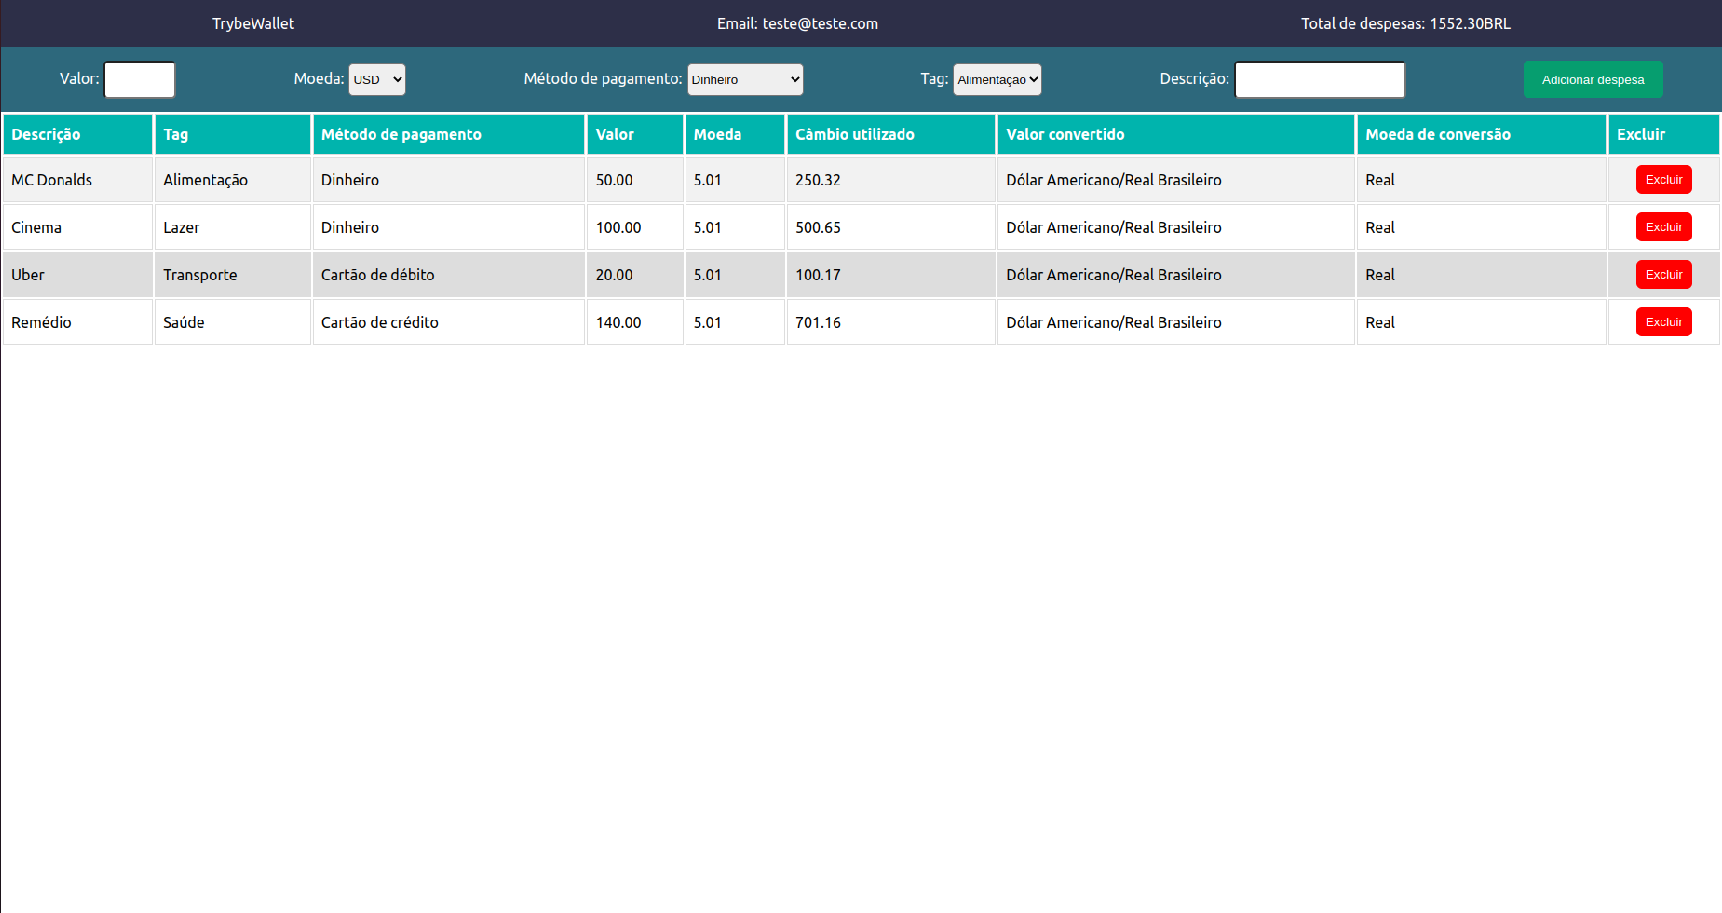 TrybeWallet Email: teste@teste.com Total de despesas: 1552.30BRL
Valor: Moeda: USD Método de pagamento: Dinheiro Tag: Alimentação Descrição: Adicionar despesa
Descrição Tag Método de pagamento Valor Moeda Câmbio utilizado Valor convertido Moeda de conversão Excluir
MC Donalds Alimentação Dinheiro 50.00 5.01 250.32 Dólar Americano/Real Brasileiro Real Excluir
Cinema Lazer Dinheiro 100.00 5.01 500.65 Dólar Americano/Real Brasileiro Real Excluir
Uber Transporte Cartão de débito 20.00 5.01 100.17 Dólar Americano/Real Brasileiro Real Excluir
Remédio Saúde Cartão de crédito 140.00 5.01 701.16 Dólar Americano/Real Brasileiro Real Excluir